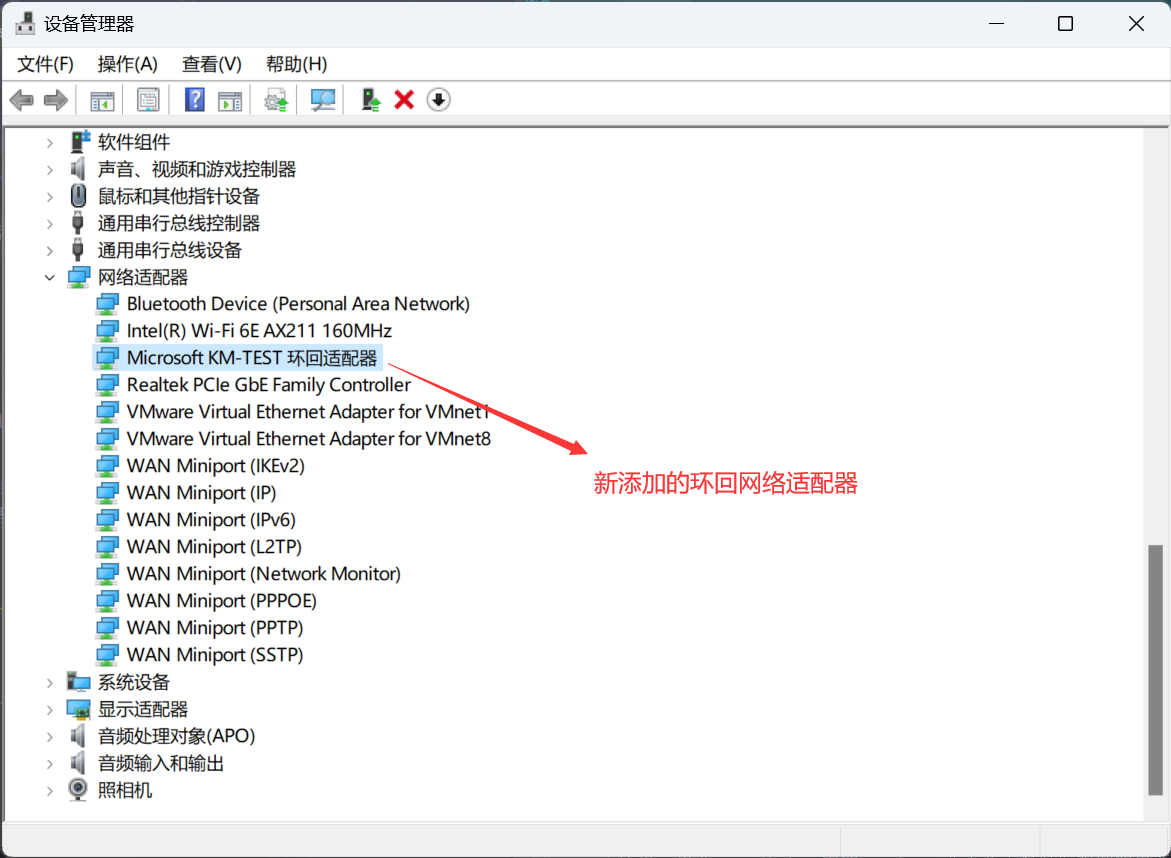 设备管理器
文件(F) 操作(A) 查看(V) 帮助(H)
软件组件
声音、视频和游戏控制器
鼠标和其他指针设备
通用串行总线控制器
通用串行总线设备
网络适配器
Bluetooth Device (Personal Area Network)
Intel(R) Wi-Fi 6E AX211 160MHz
Microsoft KM-TEST 环回适配器
Realtek PCIe GbE Family Controller
VMware Virtual Ethernet Adapter for VMnet1
VMware Virtual Ethernet Adapter for VMnet8
WAN Miniport (IKEv2)
新添加的环回网络适配器
WAN Miniport (IP)
WAN Miniport (IPv6)
WAN Miniport (L2TP)
WAN Miniport (Network Monitor)
WAN Miniport (PPPOE)
WAN Miniport (PPTP)
WAN Miniport (SSTP)
系统设备
显示适配器
音频处理对象(APO)
音频输入和输出
照相机